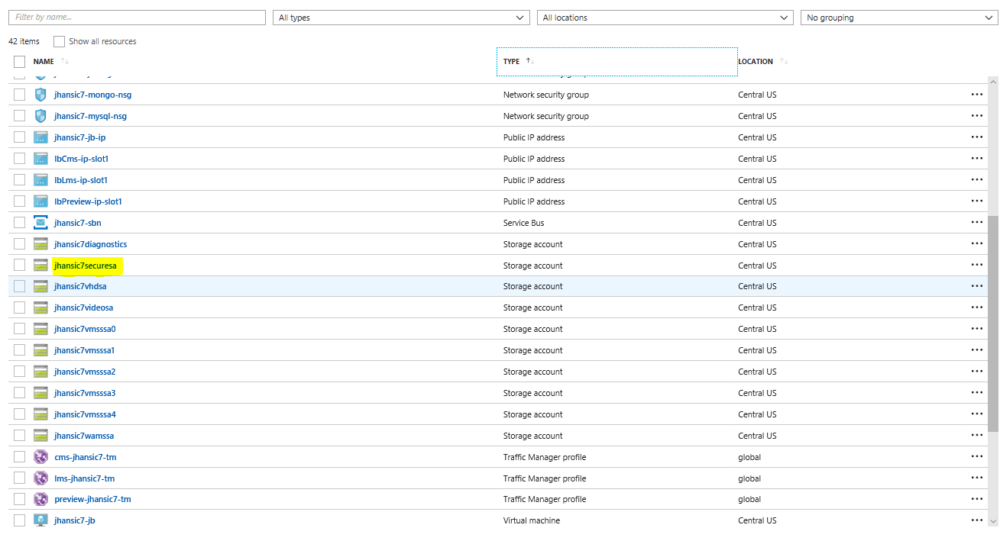 Filter by name...
All types
All locations
No grouping
42 items Show all resources
NAME TYPE LOCATION
jhansic7-mongo-nsg Network security group Central US
jhansic7-mysql-nsg Network security group Central US
jhansic7-jb-ip Public IP address Central US
lbCms-ip-slot1 Public IP address Central US
lbLms-ip-slot1 Public IP address Central US
lbPreview-ip-slot1 Public IP address Central US
jhansic7-sbn Service Bus Central US
jhansic7diagnostics Storage account Central US
jhansic7securesa Storage account Central US
jhansic7vhdsa Storage account Central US
jhansic7videosa Storage account Central US
jhansic7vmsssa0 Storage account Central US
jhansic7vmsssa1 Storage account Central US
jhansic7vmsssa2 Storage account Central US
jhansic7vmsssa3 Storage account Central US
jhansic7vmsssa4 Storage account Central US
jhansic7wamssa Storage account Central US
cms-jhansic7-tm Traffic Manager profile global
lms-jhansic7-tm Traffic Manager profile global
preview-jhansic7-tm Traffic Manager profile global
jhansic7-jb Virtual machine Central US